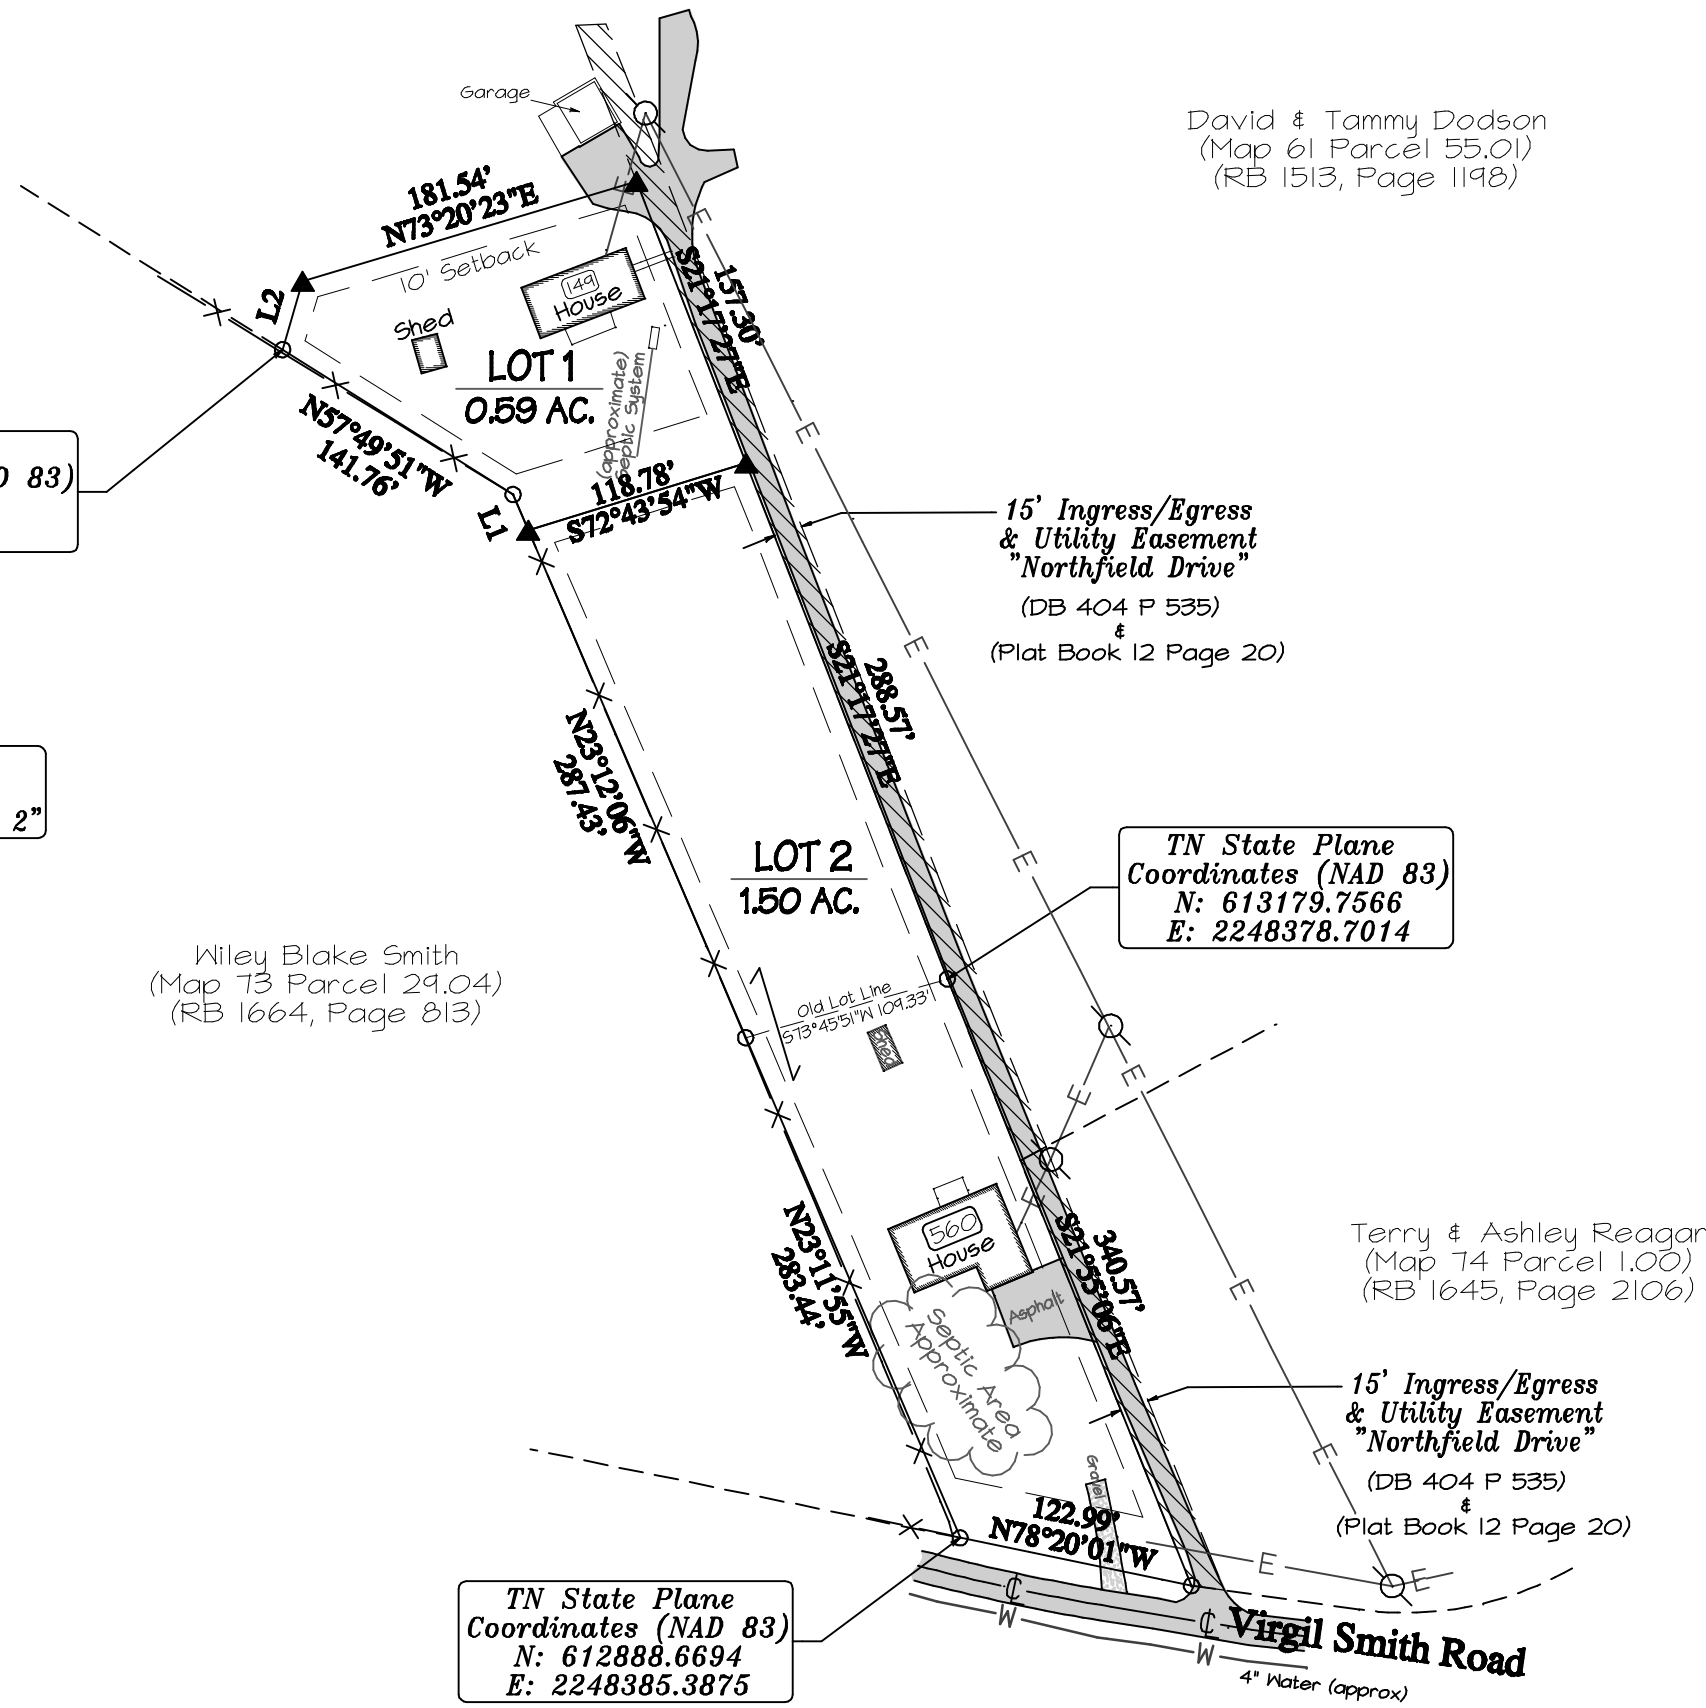 Garage
David & Tammy Dodson
(Map 61 Parcel 55.01)
(RB 1513, Page 1198)
181.54'
N73°20'23"E
10' Setback
L2
149
House
Shed
S21°17'27"E
157.30'
LOT 1
0.59 AC.
(approximate)
Septic System
N57°49'51"W
141.76'
D 83)
118.78'
S72°43'54"W
L1
15' Ingress/Egress
& Utility Easement
"Northfield Drive"
(DB 404 P 535)
&
(Plat Book 12 Page 20)
288.57'
S21°17'27"E
N23°12'06"W
287.43'
2"
LOT 2
1.50 AC.
TN State Plane
Coordinates (NAD 83)
N: 613179.7566
E: 2248378.7014
Wiley Blake Smith
(Map 73 Parcel 29.04)
(RB 1664, Page 813)
Old Lot Line
S73°45'51"W 109.33'
Shed
E
E
E
E
E
E
E
E
E
E
E
560
House
340.57'
S21°55'06"E
N23°11'55"W
283.44'
Asphalt
Septic Area
Approximate
Terry & Ashley Reagan
(Map 74 Parcel 1.00)
(RB 1645, Page 2106)
15' Ingress/Egress
& Utility Easement
"Northfield Drive"
(DB 404 P 535)
&
(Plat Book 12 Page 20)
Gravel
122.99'
N78°20'01"W
TN State Plane
Coordinates (NAD 83)
N: 612888.6694
E: 2248385.3875
W
W
Virgil Smith Road
4" Water (approx)